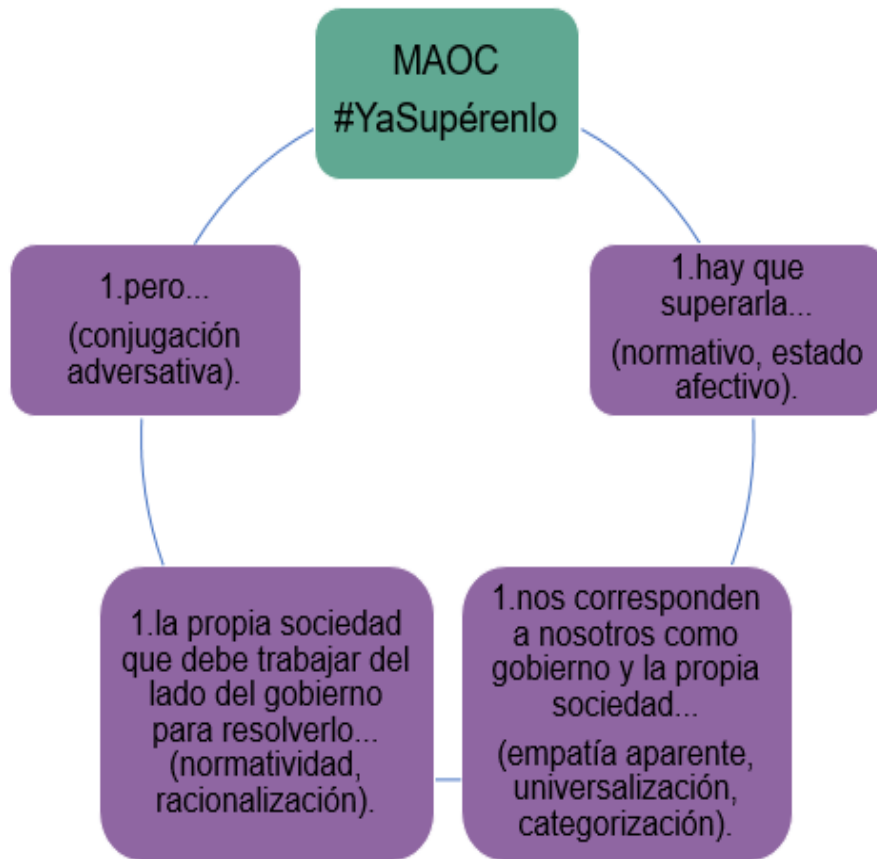 MAOC
#YaSupérenlo
1.hay que
superarla...
(normativo, estado
afectivo).
1.nos corresponden
a nosotros como
gobierno y la propia
sociedad...
(empatía aparente,
universalización,
categorización).
1.la propia sociedad
que debe trabajar del
lado del gobierno
para resolverlo...
(normatividad,
racionalización).
1.pero...
(conjugación
adversativa).